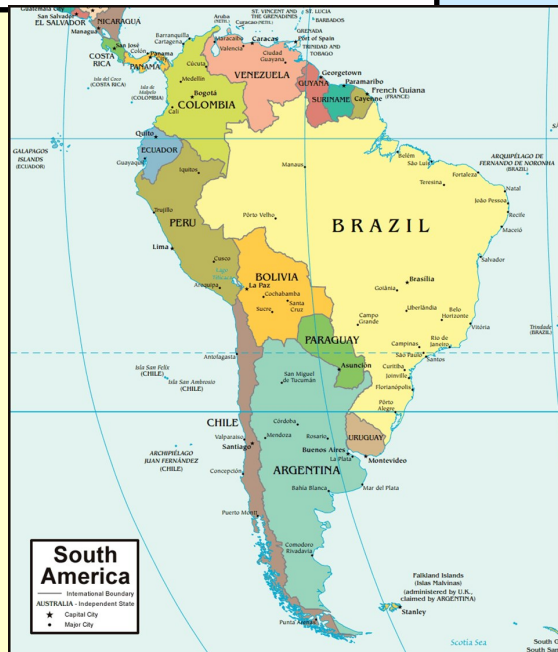 Guatemala City
San Salvador
EL SALVADOR
NICARAGUA
Managua
COSTA
RICA
San José
Colón
Panama
City
PANAMA
Isla del Coco
(COSTA RICA)
Isla de
Malpelo
(COLOMBIA)
Barranquilla
Cartagena
Aruba
(NETH.)
Curacao (NETH.)
ST. VINCENT AND
THE GRENADINES
ST. LUCIA
BARBADOS
GRENADA
Port of Spain
TRINIDAD AND
TOBAGO
Maracaibo
Caracas
Valencia
Ciudad
Guayana
VENEZUELA
Cúcuta
Medellín
Bogotá
COLOMBIA
Cali
Georgetown
GUYANA
Paramaribo
SURINAME
French Guiana
(FRANCE)
Cayenne
GALAPAGOS
ISLANDS
(ECUADOR)
Quito
ECUADOR
Guayaquil
Iquitos
Manaus
Belém
São Luís
Fortaleza
Teresina
ARQUIPÉLAGO DE
FERNANDO DE NORONHA
(BRAZIL)
Natal
João Pessoa
Recife
Maceió
Trujillo
PERU
Pôrto Velho
BRAZIL
Lima
Cusco
Salvador
Arequipa
BOLIVIA
La Paz
Cochabamba
Santa
Cruz
Sucre
Brasília
Goiânia
Uberlândia
Belo
Horizonte
Vitória
Campo
Grande
Trindade
(BRAZIL)
PARAGUAY
Rio de
Janeiro
Campinas
São Paulo
Santos
Antofagasta
Isla San Felix
(CHILE)
Isla San Ambrosio
(CHILE)
San Miguel
de Tucumán
Asunción
Curitiba
Joinville
Florianópolis
Pôrto
Alegre
CHILE
Córdoba
Valparaíso
Santiago
Mendoza
Rosario
URUGUAY
Buenos Aires
La Plata
Montevideo
ARCHIPIÉLAGO
JUAN FERNÁNDEZ
(CHILE)
Concepción
ARGENTINA
Bahía Blanca
Mar del Plata
Puerto Montt
Comodoro
Rivadavia
South
America
International Boundary
AUSTRALIA - Independent State
Capital City
Major City
Falkland Islands
(Islas Malvinas)
(administered by U.K.,
claimed by ARGENTINA)
Stanley
Punta Arenas
Scotia Sea